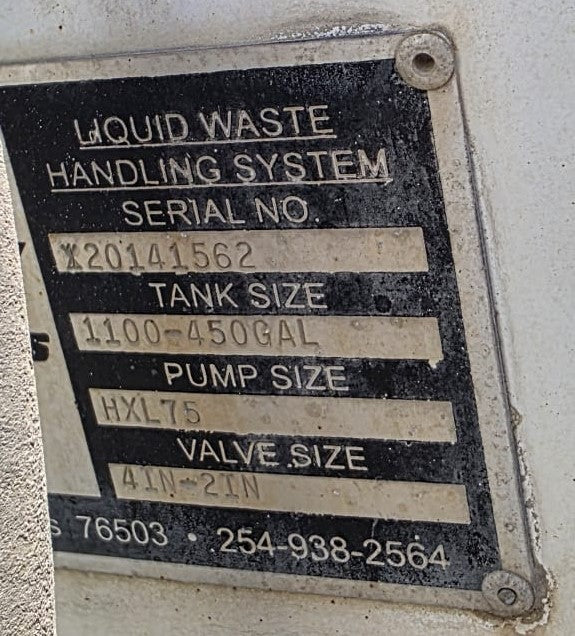 LIQUID WASTE
HANDLING SYSTEM
SERIAL NO.
X20141562
TANK SIZE
1100-450GAL
PUMP SIZE
HXL75
VALVE SIZE
4IN-2IN
s 76503 • 254-938-2564